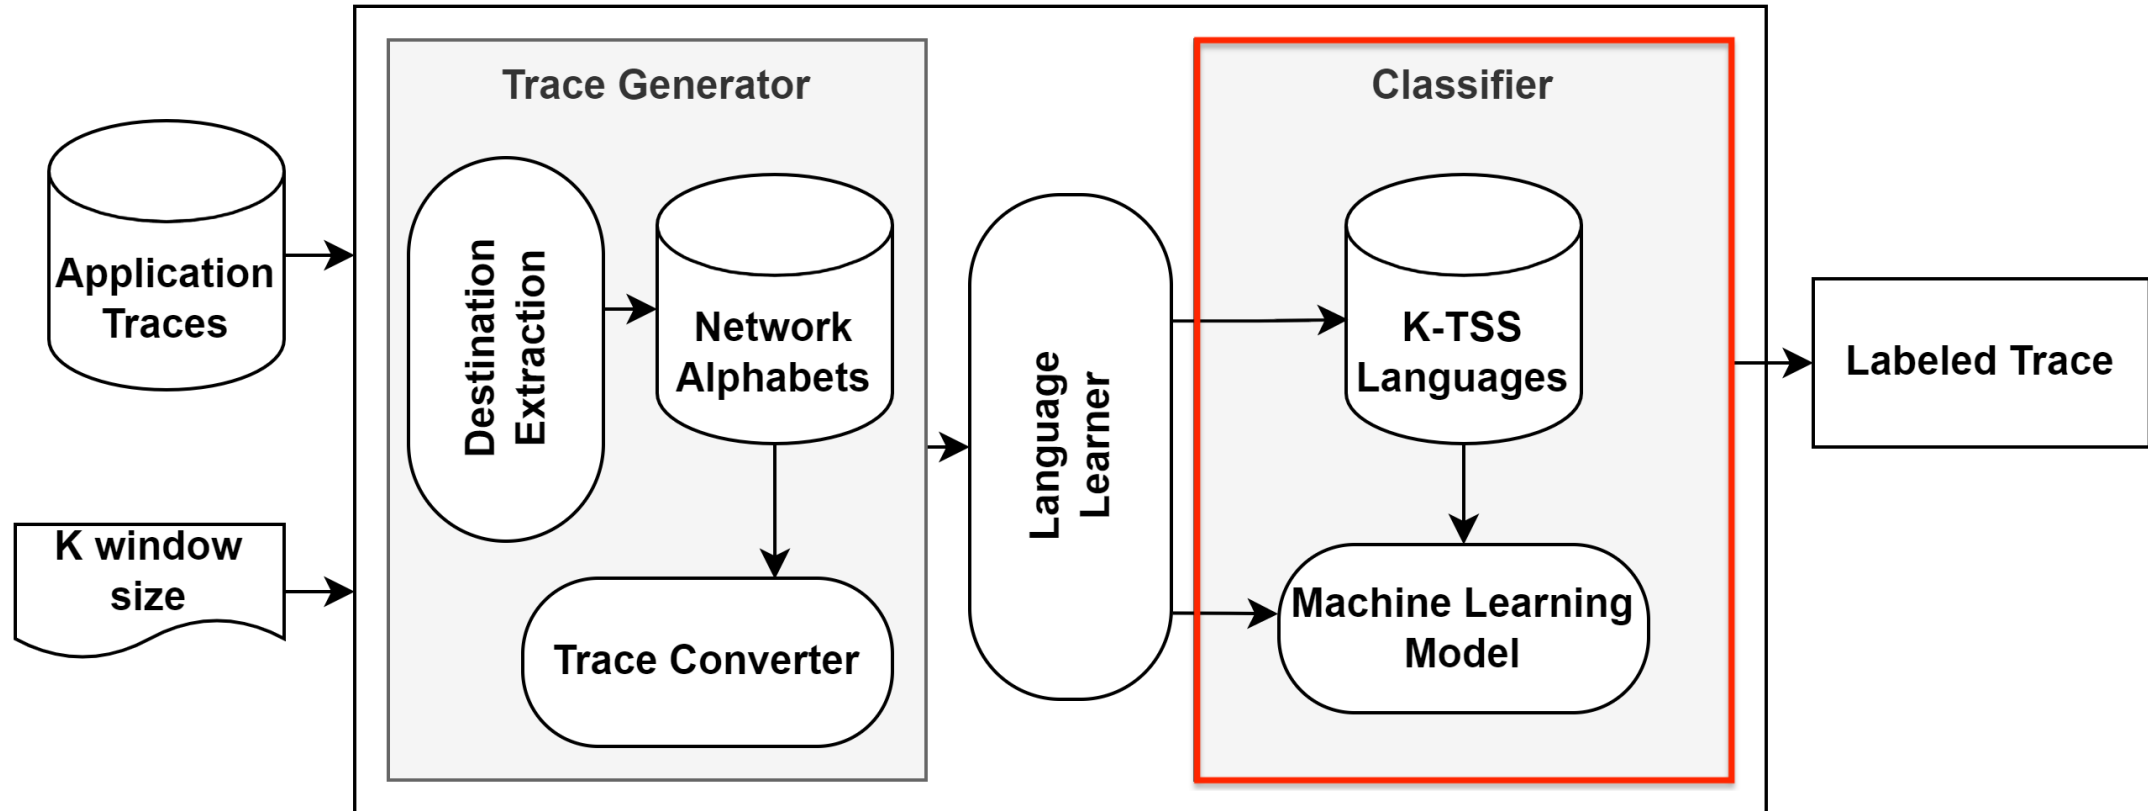 Trace Generator
Classifier
Application
Traces
K window
size
Destination
Extraction
Network
Alphabets
Trace Converter
Language
Learner
K-TSS
Languages
Machine Learning
Model
Labeled Trace